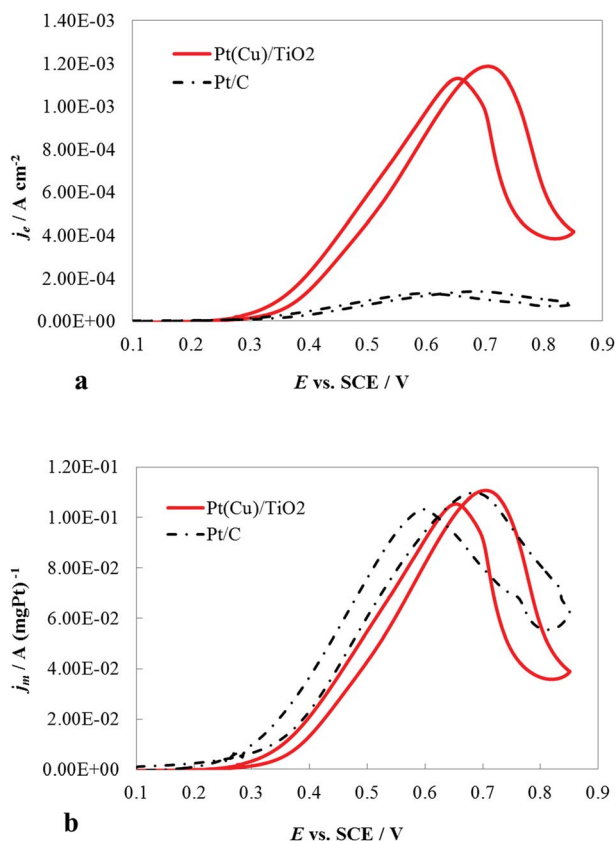 1.40E-03
1.20E-03
1.00E-03
8.00E-04
6.00E-04
4.00E-04
2.00E-04
0.00E+00
j_e / A cm⁻²
Pt(Cu)/TiO2
Pt/C
0.1 0.2 0.3 0.4 0.5 0.6 0.7 0.8 0.9
E vs. SCE / V
a
1.20E-01
1.00E-01
8.00E-02
6.00E-02
4.00E-02
2.00E-02
0.00E+00
j_m / A (mgPt)⁻¹
Pt(Cu)/TiO2
Pt/C
0.1 0.2 0.3 0.4 0.5 0.6 0.7 0.8 0.9
E vs. SCE / V
b